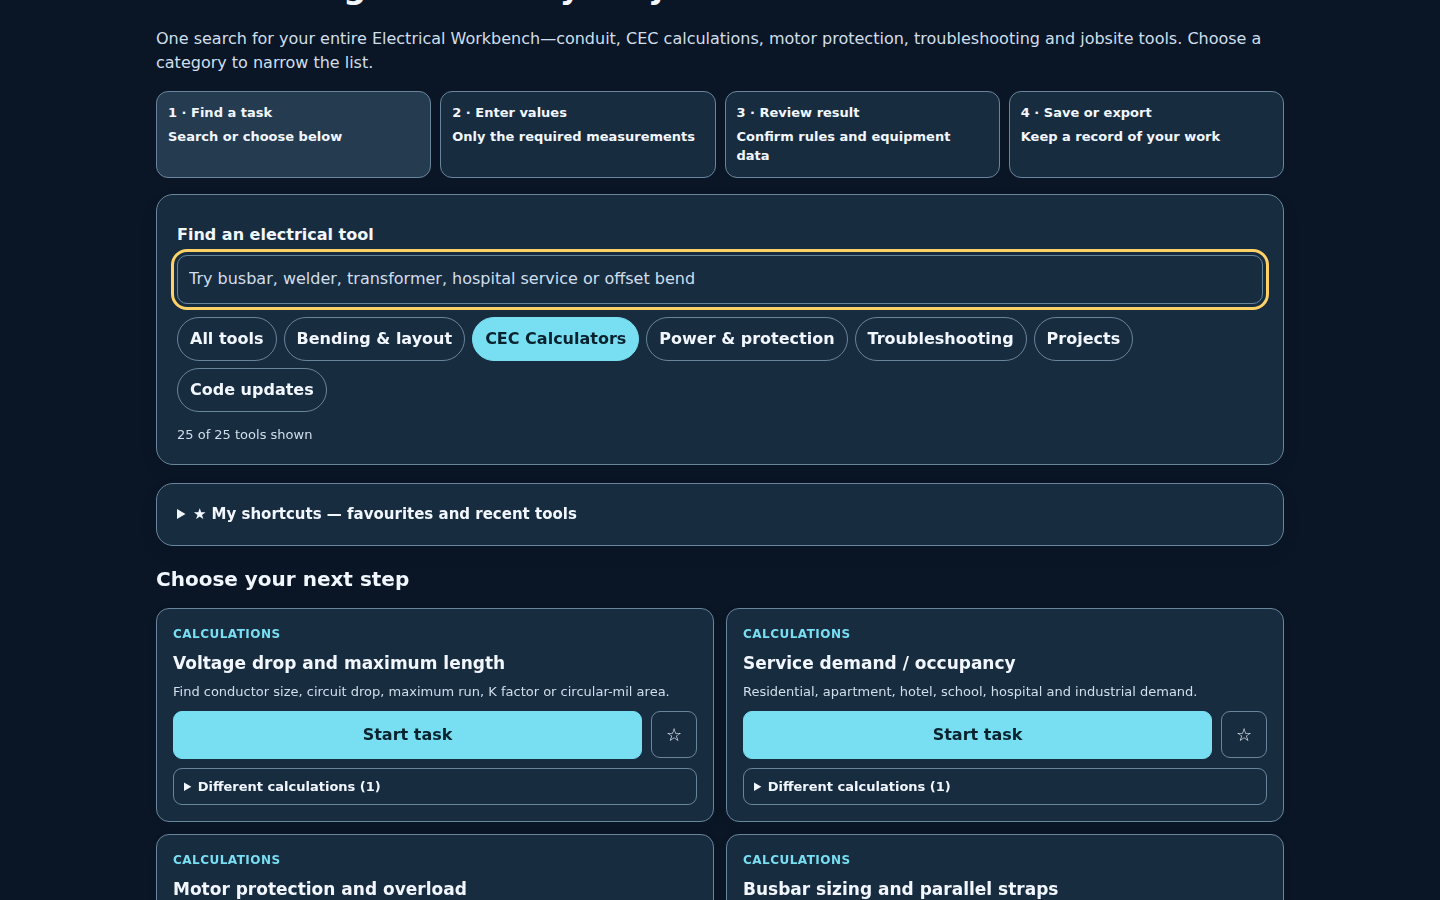 One search for your entire Electrical Workbench—conduit, CEC calculations, motor protection, troubleshooting and jobsite tools. Choose a
category to narrow the list.
1 · Find a task
Search or choose below
2 · Enter values
Only the required measurements
3 · Review result
Confirm rules and equipment
data
4 · Save or export
Keep a record of your work
Find an electrical tool
Try busbar, welder, transformer, hospital service or offset bend
All tools
Bending & layout
CEC Calculators
Power & protection
Troubleshooting
Projects
Code updates
25 of 25 tools shown
▶ ★ My shortcuts — favourites and recent tools
Choose your next step
CALCULATIONS
Voltage drop and maximum length
Find conductor size, circuit drop, maximum run, K factor or circular-mil area.
Start task
☆
▶ Different calculations (1)
CALCULATIONS
Service demand / occupancy
Residential, apartment, hotel, school, hospital and industrial demand.
Start task
☆
▶ Different calculations (1)
CALCULATIONS
Motor protection and overload
CALCULATIONS
Busbar sizing and parallel straps